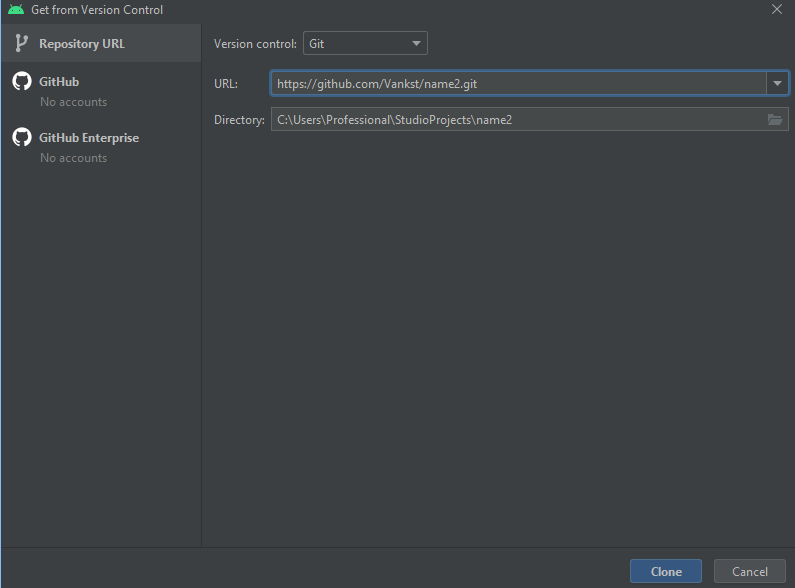 Get from Version Control
Repository URL
GitHub
No accounts
GitHub Enterprise
No accounts
Version control: Git
URL: https://github.com/Vankst/name2.git
Directory: C:\Users\Professional\StudioProjects\name2
Clone Cancel